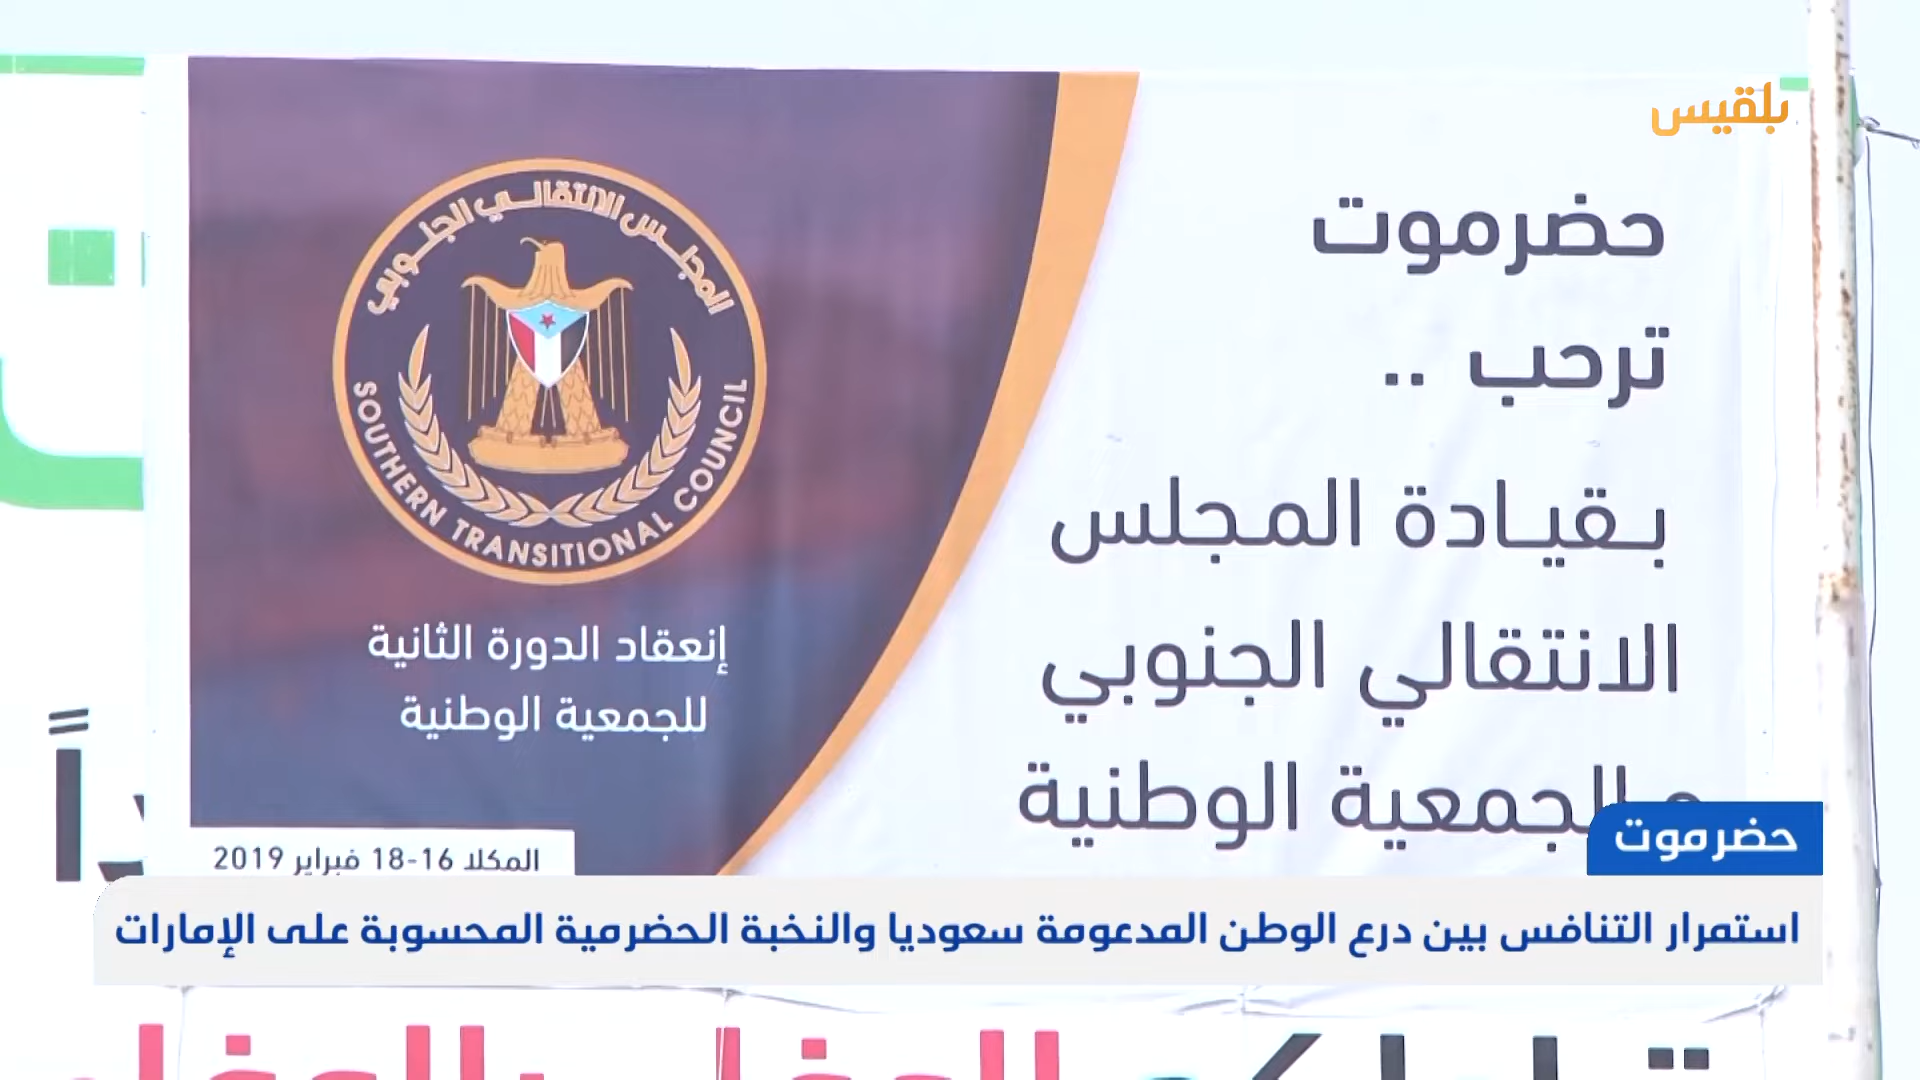 بلقيس
حضرموت
ترحب ..
بقيادة المجلس
الانتقالي الجنوبي
والجمعية الوطنية
المجلس الانتقالي الجنوبي
SOUTHERN TRANSITIONAL COUNCIL
إنعقاد الدورة الثانية
للجمعية الوطنية
المكلا 16-18 فبراير 2019
حضرموت
استمرار التنافس بين درع الوطن المدعومة سعوديا والنخبة الحضرمية المحسوبة على الإمارات